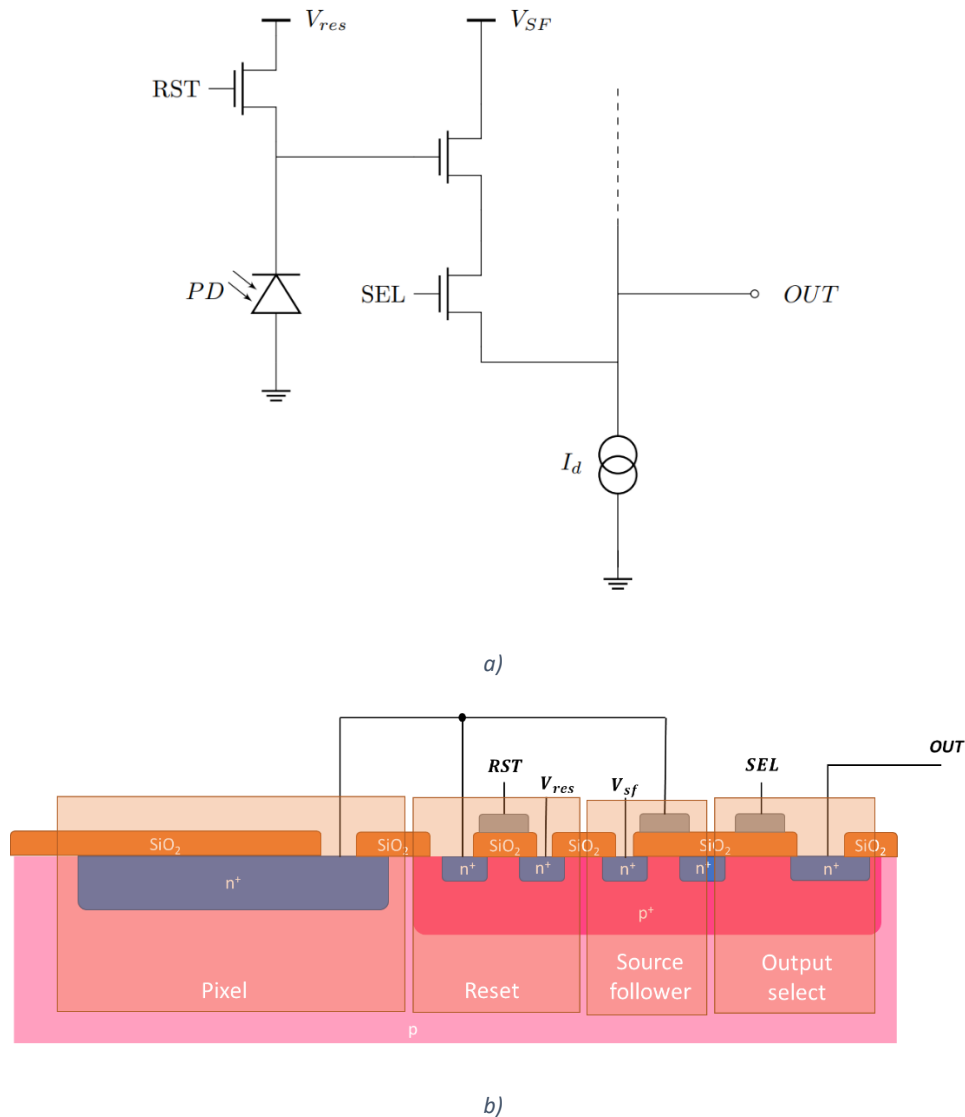 V_res V_SF
RST
PD SEL OUT
I_d
a)
OUT
RST SEL
V_res V_sf
SiO₂ SiO₂ SiO₂ SiO₂ SiO₂ SiO₂
n⁺ n⁺ n⁺ n⁺ n⁺ n⁺
p⁺
Pixel Reset Source follower Output select
p
b)